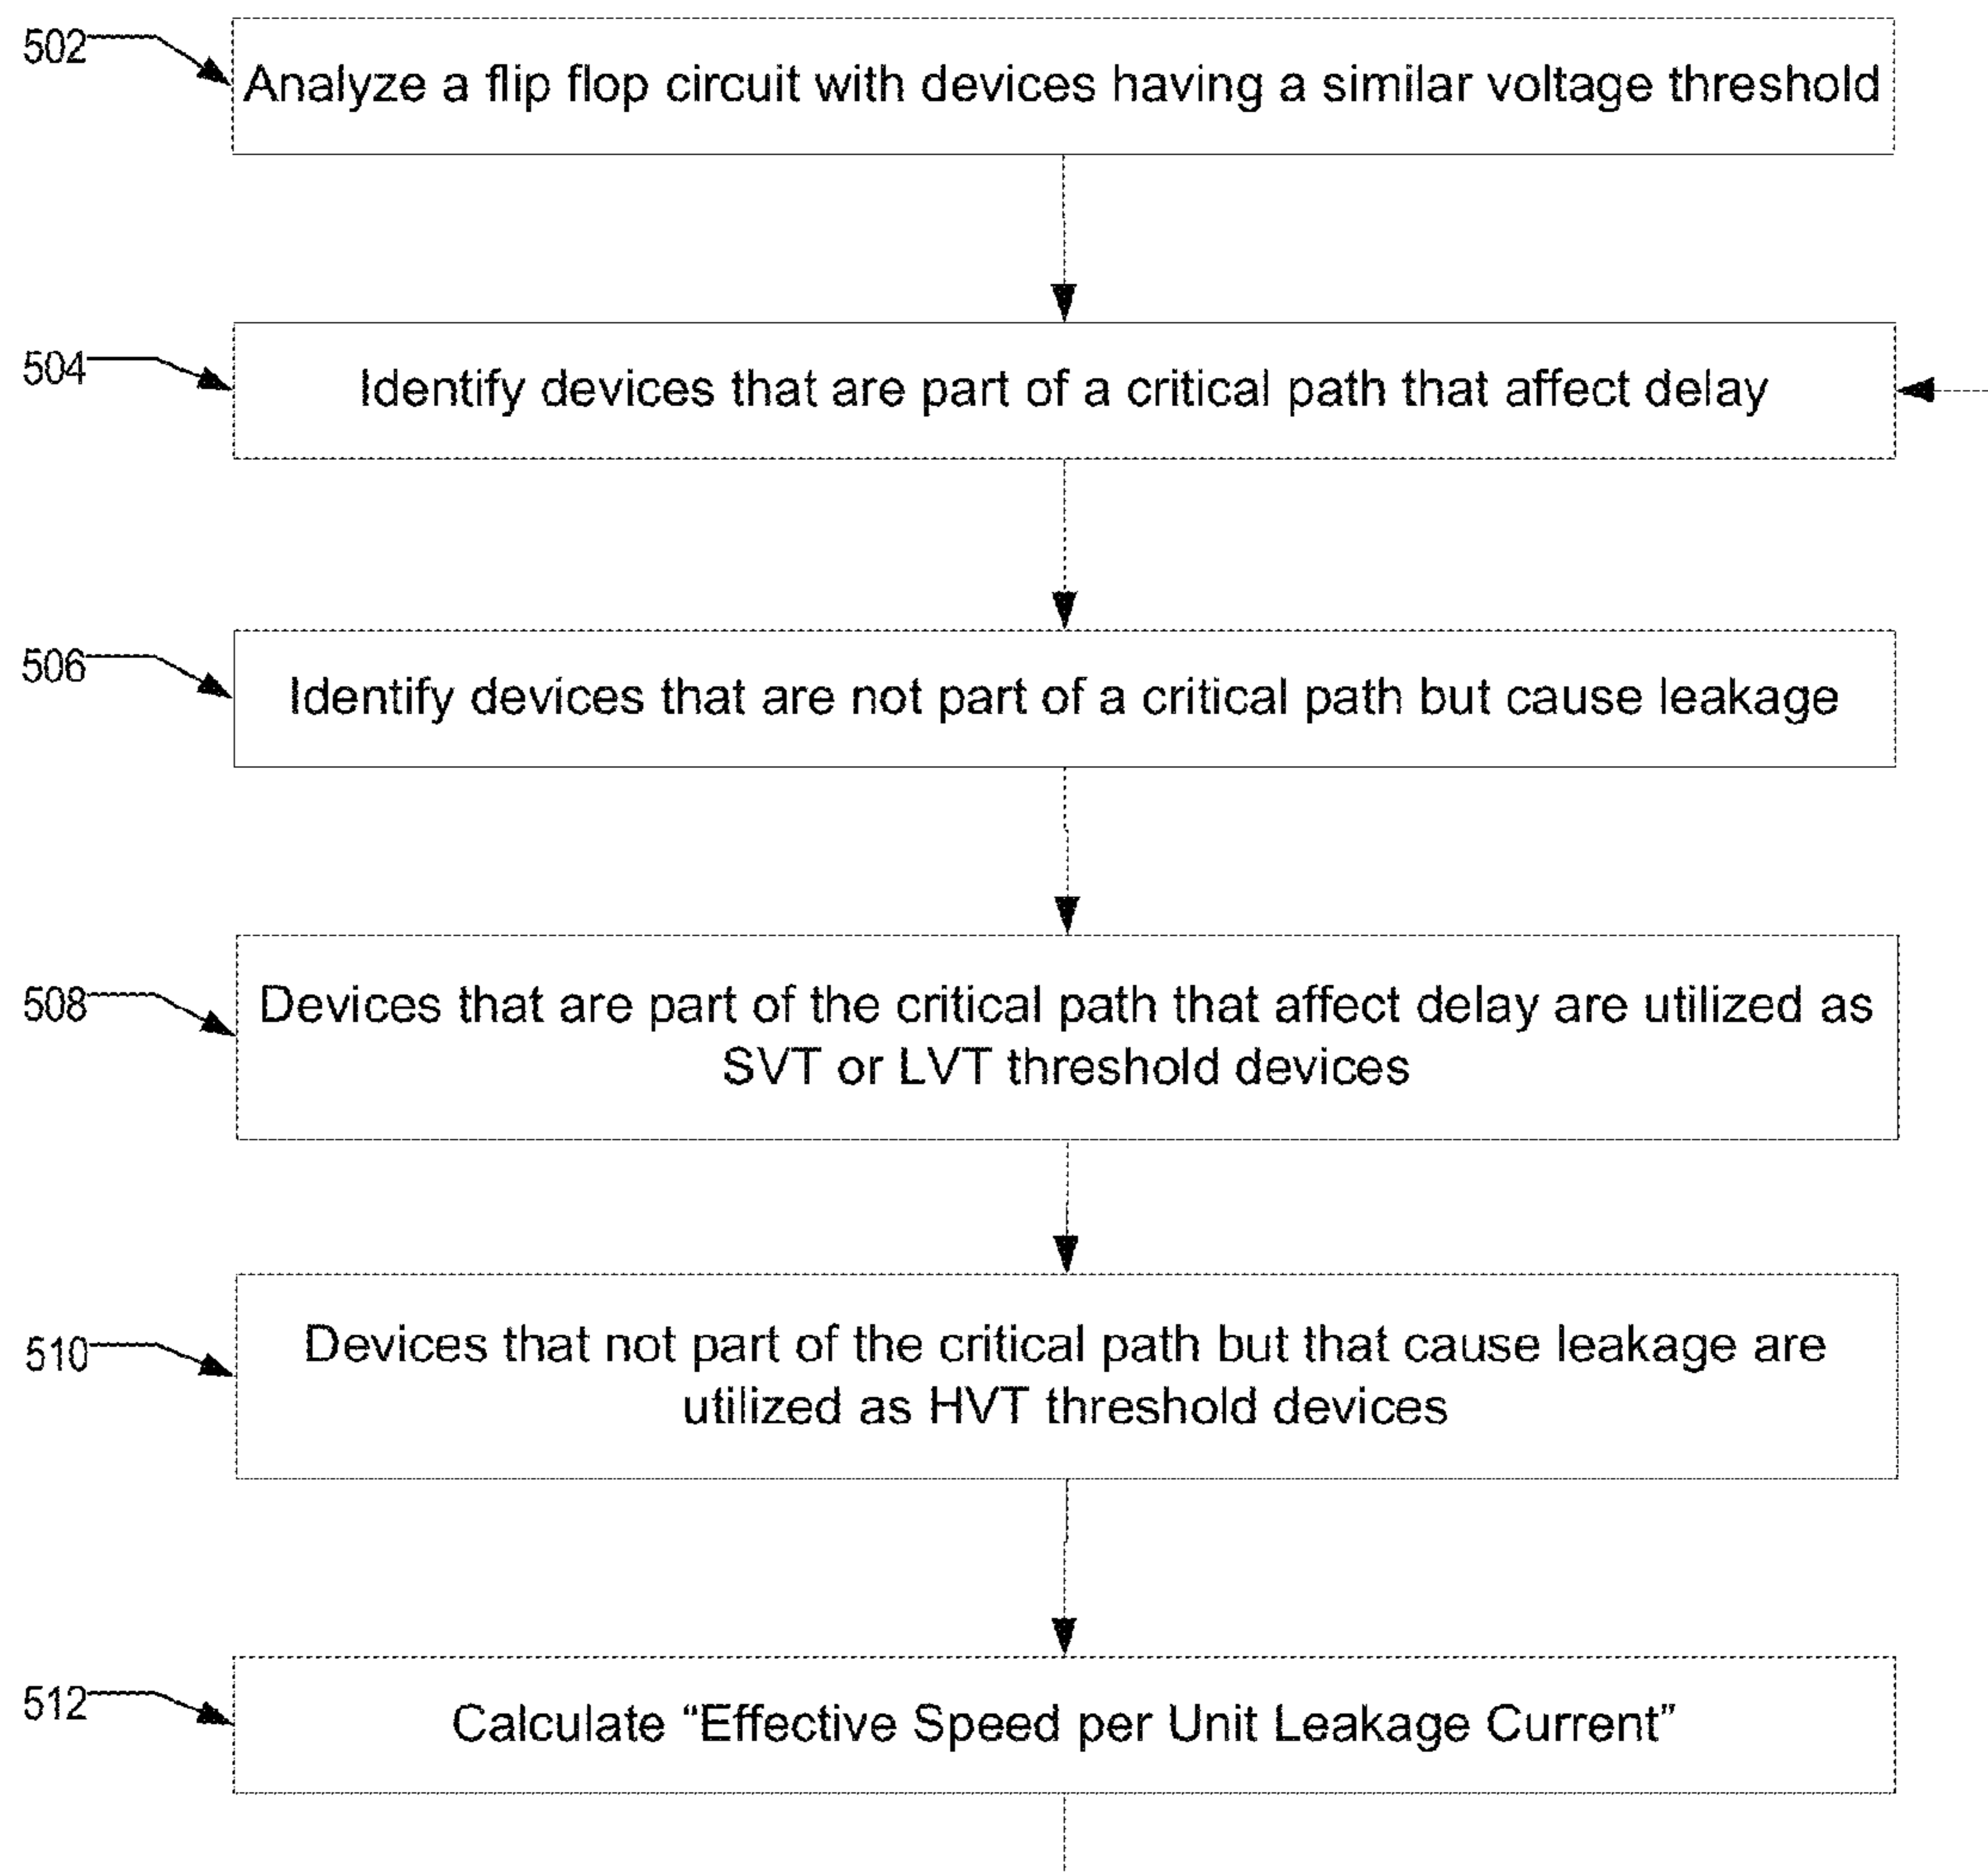 502
Analyze a flip flop circuit with devices having a similar voltage threshold
504
Identify devices that are part of a critical path that affect delay
506
Identify devices that are not part of a critical path but cause leakage
508
Devices that are part of the critical path that affect delay are utilized as
SVT or LVT threshold devices
510
Devices that not part of the critical path but that cause leakage are
utilized as HVT threshold devices
512
Calculate “Effective Speed per Unit Leakage Current”